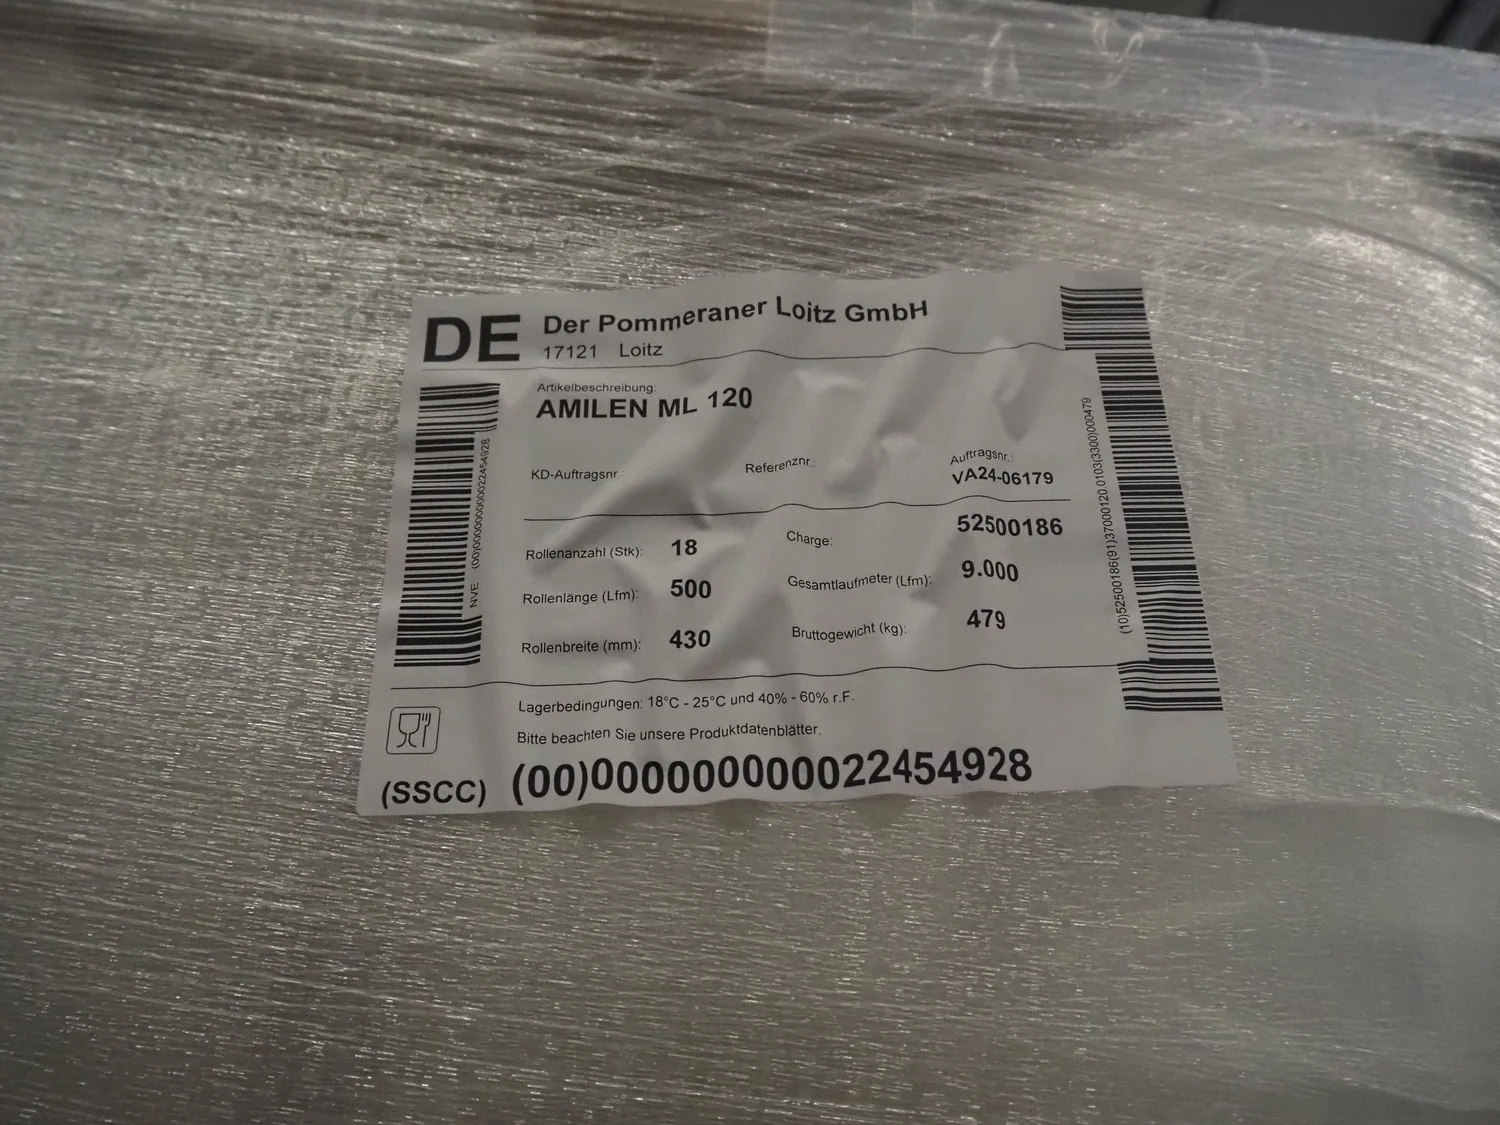 DE Der Pommeraner Loitz GmbH
17121 Loitz
Artikelbeschreibung:
AMILEN ML 120
KD-Auftragsnr.: Referenznr.: Auftragsnr.:
VA24-06179
Rollenanzahl (Stk): 18 Charge: 52500186
Rollenlänge (Lfm): 500 Gesamtlaufmeter (Lfm): 9.000
Rollenbreite (mm): 430 Bruttogewicht (kg): 479
Lagerbedingungen: 18°C - 25°C und 40% - 60% r.F.
Bitte beachten Sie unsere Produktdatenblätter.
(SSCC) (00)000000000022454928
NVE (00)000000000022454928
(10)52500186(91)37000120.0103(3300)000479